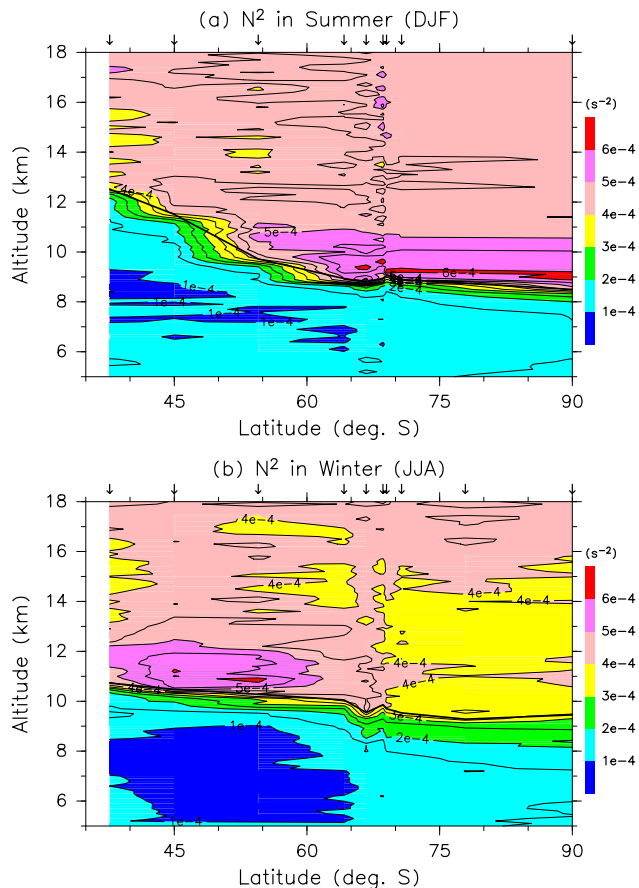 (a) N² in Summer (DJF)
18
16
14
12
10
8
6
Altitude (km)
4e-4
5e-4
6e-4
2e-4
1e-4
1e-4
1e-4
(s⁻²)
6e-4
5e-4
4e-4
3e-4
2e-4
1e-4
45 60 75 90
Latitude (deg. S)
(b) N² in Winter (JJA)
18
16
14
12
10
8
6
Altitude (km)
4e-4
4e-4
4e-4
4e-4
4e-4
4e-4
4e-4
5e-4
5e-4
2e-4
1e-4
1e-4
(s⁻²)
6e-4
5e-4
4e-4
3e-4
2e-4
1e-4
45 60 75 90
Latitude (deg. S)